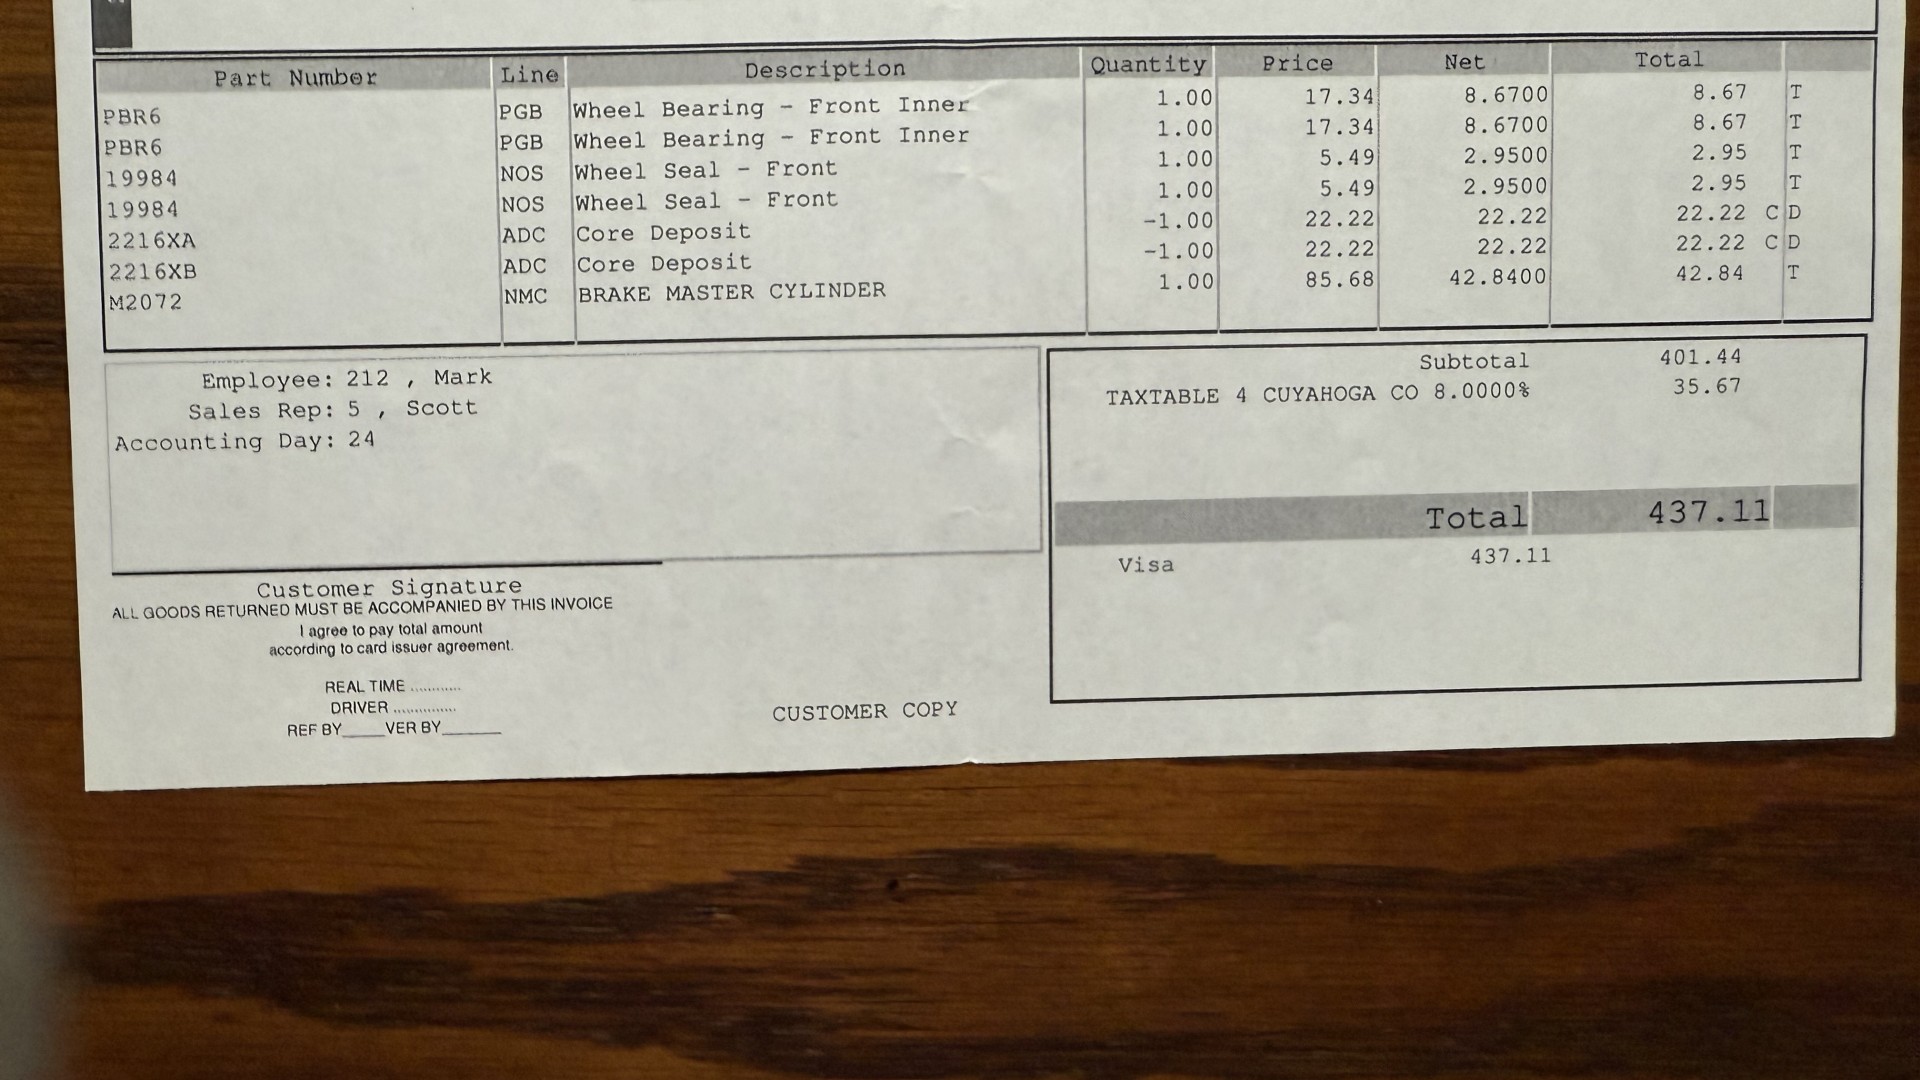 Part Number Line Description Quantity Price Net Total
PBR6 PGB Wheel Bearing - Front Inner 1.00 17.34 8.6700 8.67 T
PBR6 PGB Wheel Bearing - Front Inner 1.00 17.34 8.6700 8.67 T
19984 NOS Wheel Seal - Front 1.00 5.49 2.9500 2.95 T
19984 NOS Wheel Seal - Front 1.00 5.49 2.9500 2.95 T
2216XA ADC Core Deposit -1.00 22.22 22.22 22.22 C D
2216XB ADC Core Deposit -1.00 22.22 22.22 22.22 C D
M2072 NMC BRAKE MASTER CYLINDER 1.00 85.68 42.8400 42.84 T
Employee: 212 , Mark
Sales Rep: 5 , Scott
Accounting Day: 24
Subtotal 401.44
TAXTABLE 4 CUYAHOGA CO 8.0000% 35.67
Total 437.11
Visa 437.11
Customer Signature
ALL GOODS RETURNED MUST BE ACCOMPANIED BY THIS INVOICE
I agree to pay total amount
according to card issuer agreement.
REAL TIME ............
DRIVER ...............
REF BY____VER BY_____
CUSTOMER COPY